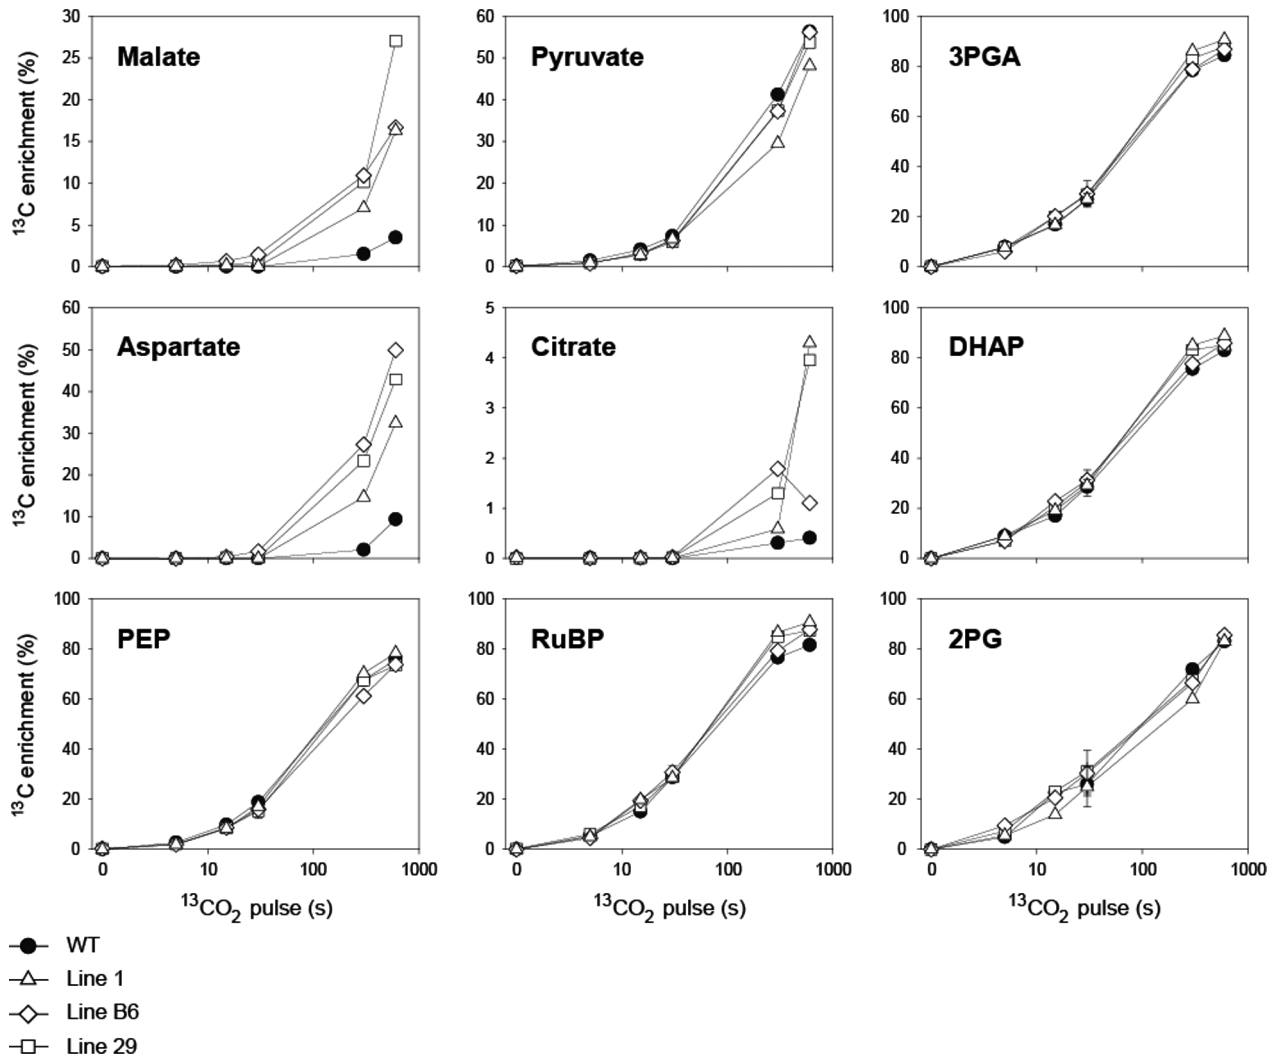 Malate
Pyruvate
3PGA
¹³C enrichment (%)
30
25
20
15
10
5
0
60
50
40
30
20
10
0
100
80
60
40
20
0
Aspartate
Citrate
DHAP
¹³C enrichment (%)
60
50
40
30
20
10
0
5
4
3
2
1
0
100
80
60
40
20
0
PEP
RuBP
2PG
¹³C enrichment (%)
100
80
60
40
20
0
100
80
60
40
20
0
100
80
60
40
20
0
0 10 100 1000
0 10 100 1000
0 10 100 1000
¹³CO₂ pulse (s)
¹³CO₂ pulse (s)
¹³CO₂ pulse (s)
WT
Line 1
Line B6
Line 29